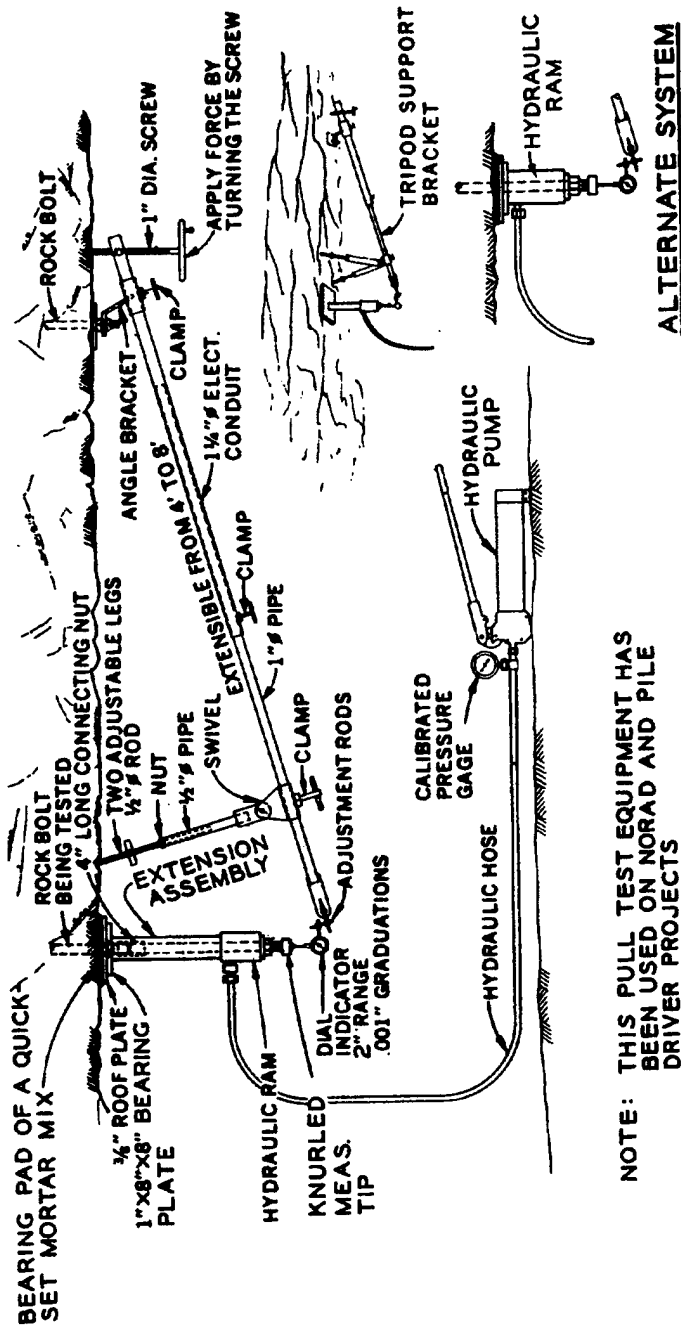 BEARING PAD OF A QUICK-
SET MORTAR MIX
3/8" ROOF PLATE
1"X8"X8" BEARING
PLATE
ROCK BOLT
BEING TESTED
4" LONG CONNECTING NUT
TWO ADJUSTABLE LEGS
1/2"ø ROD
NUT
1/2"ø PIPE
SWIVEL
EXTENSION
ASSEMBLY
CLAMP
HYDRAULIC RAM
KNURLED
MEAS.
TIP
DIAL
INDICATOR
2" RANGE
.001" GRADUATIONS
ADJUSTMENT RODS
EXTENSIBLE FROM 4' TO 8'
1"ø PIPE
CLAMP
1 1/4"ø ELECT.
CONDUIT
ANGLE BRACKET
CLAMP
ROCK BOLT
1" DIA. SCREW
APPLY FORCE BY
TURNING THE SCREW
TRIPOD SUPPORT
BRACKET
HYDRAULIC HOSE
CALIBRATED
PRESSURE
GAGE
HYDRAULIC
PUMP
HYDRAULIC
RAM
ALTERNATE SYSTEM
NOTE: THIS PULL TEST EQUIPMENT HAS
BEEN USED ON NORAD AND PILE
DRIVER PROJECTS